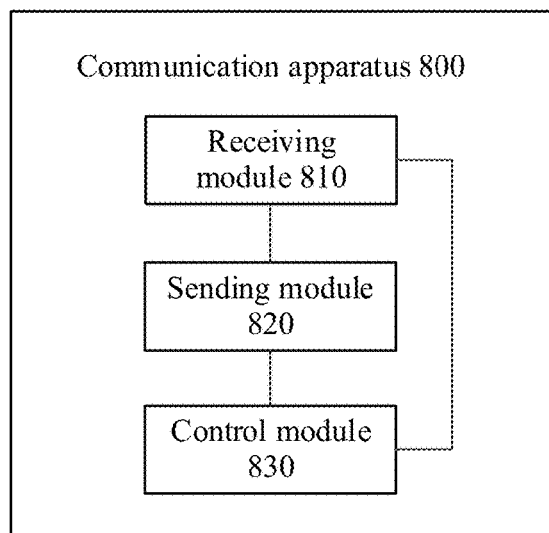 Communication apparatus 800
Receiving
module 810
Sending module
820
Control module
830